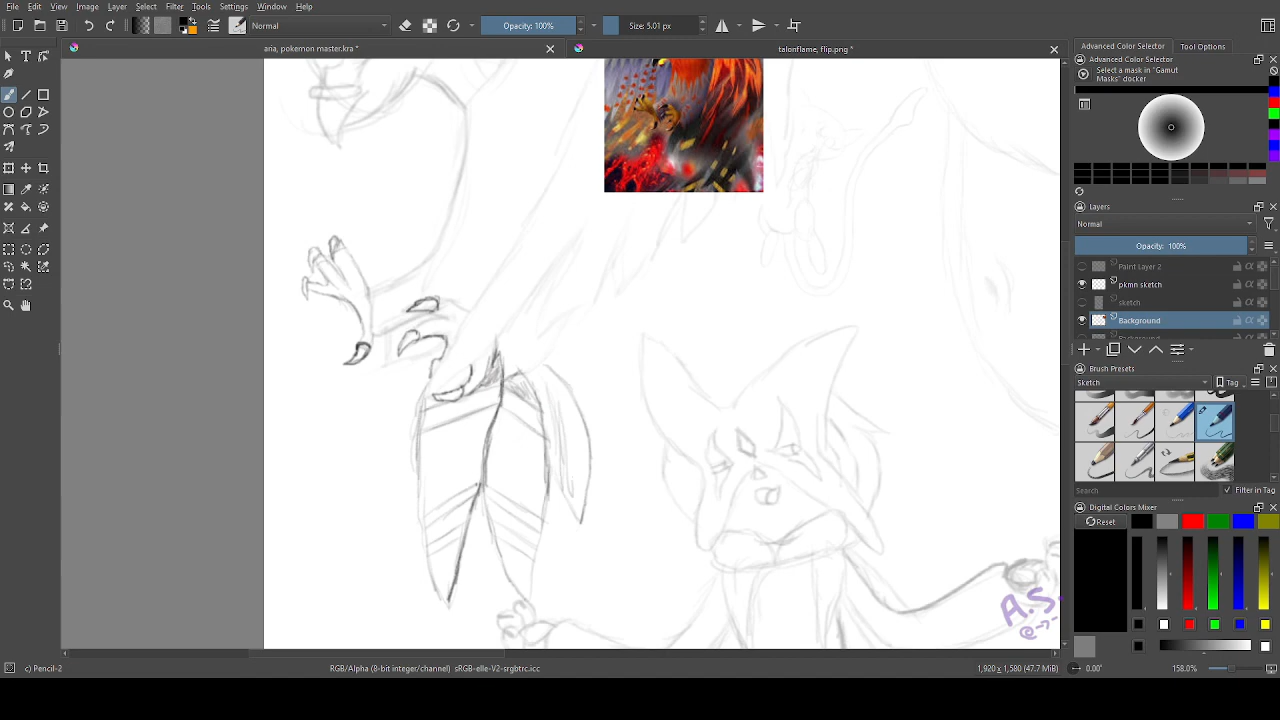 File Edit View Image Layer Select Filter Tools Settings Window Help
Normal
Opacity: 100%
Size: 5.01 px
aria, pokemon master.kra *
talonflame, flip.png *
Advanced Color Selector
Tool Options
Advanced Color Selector
Select a mask in "Gamut
Masks" docker
Layers
Normal
Opacity: 100%
Paint Layer 2
pkmn sketch
sketch
Background
Background
Brush Presets
Sketch
Tag
Search
Filter in Tag
Digital Colors Mixer
Reset
A.S.
c) Pencil-2
RGB/Alpha (8-bit integer/channel) sRGB-elle-V2-srgbtrc.icc
1,920 x 1,580 (47.7 MiB)
0.00°
158.0%